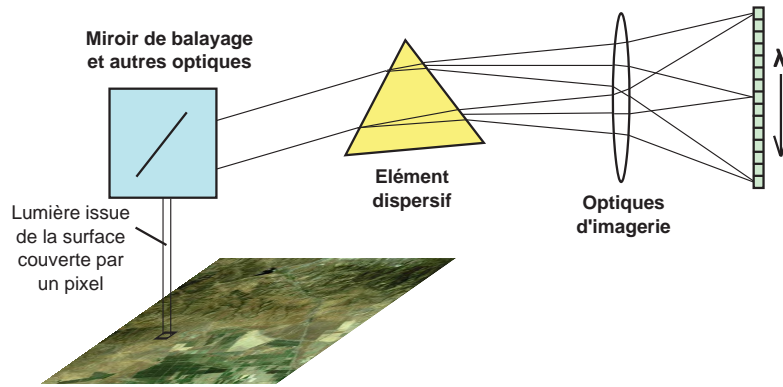 Miroir de balayage
et autres optiques
λ
Elément
dispersif
Optiques
d'imagerie
Lumière issue
de la surface
couverte par
un pixel